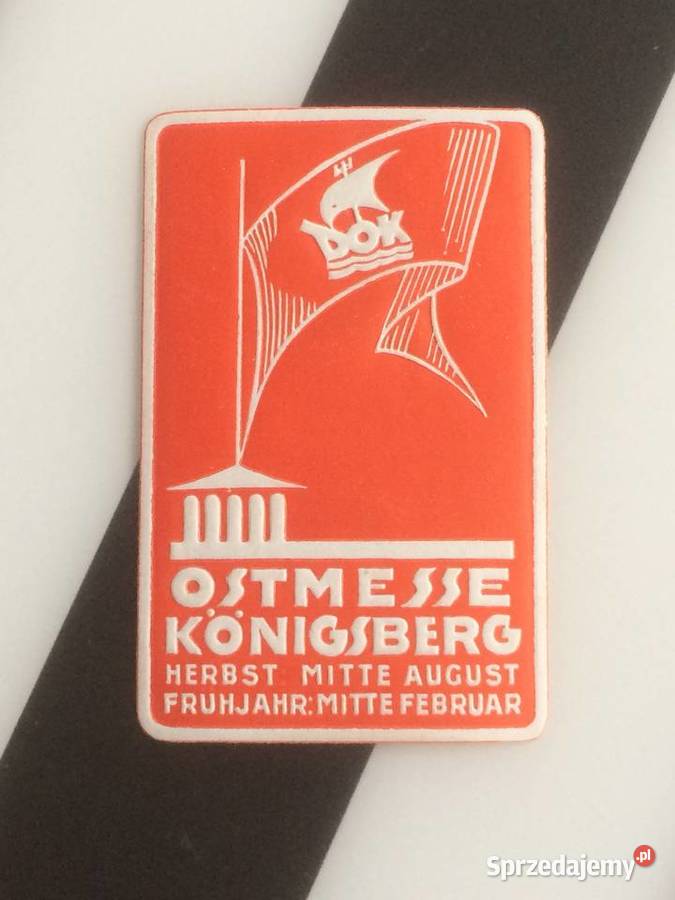 DOK
OSTMESSE
KÖNIGSBERG
HERBST MITTE AUGUST
FRUHJAHR: MITTE FEBRUAR
Sprzedajemy.pl